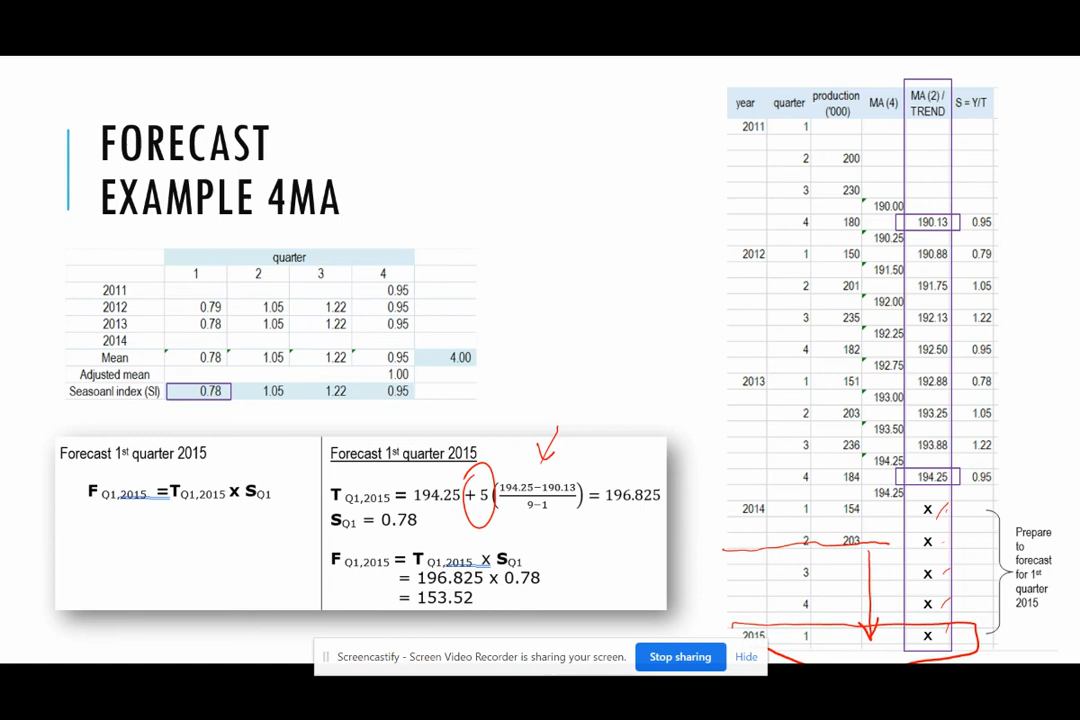 FORECAST
EXAMPLE 4MA
quarter
1 2 3 4
2011 0.95
2012 0.79 1.05 1.22 0.95
2013 0.78 1.05 1.22 0.95
2014
Mean 0.78 1.05 1.22 0.95 4.00
Adjusted mean 1.00
Seasoanl index (SI) 0.78 1.05 1.22 0.95
Forecast 1st quarter 2015
F Q1,2015 =TQ1,2015 x SQ1
Forecast 1st quarter 2015
T Q1,2015 = 194.25 + 5 ( (194.25−190.13)/(9−1) ) = 196.825
SQ1 = 0.78
F Q1,2015 = T Q1,2015 X SQ1
= 196.825 x 0.78
= 153.52
year quarter production ('000) MA (4) MA (2) / TREND S = Y/T
2011 1
2 200
3 230
190.00
4 180 190.13 0.95
190.25
2012 1 150 190.88 0.79
191.50
2 201 191.75 1.05
192.00
3 235 192.13 1.22
192.25
4 182 192.50 0.95
192.75
2013 1 151 192.88 0.78
193.00
2 203 193.25 1.05
193.50
3 236 193.88 1.22
194.25
4 184 194.25 0.95
194.25
2014 1 154 X
2 203 X
3 X
4 X
2015 1 X
Prepare
to
forecast
for 1st
quarter
2015
Screencastify - Screen Video Recorder is sharing your screen. Stop sharing Hide